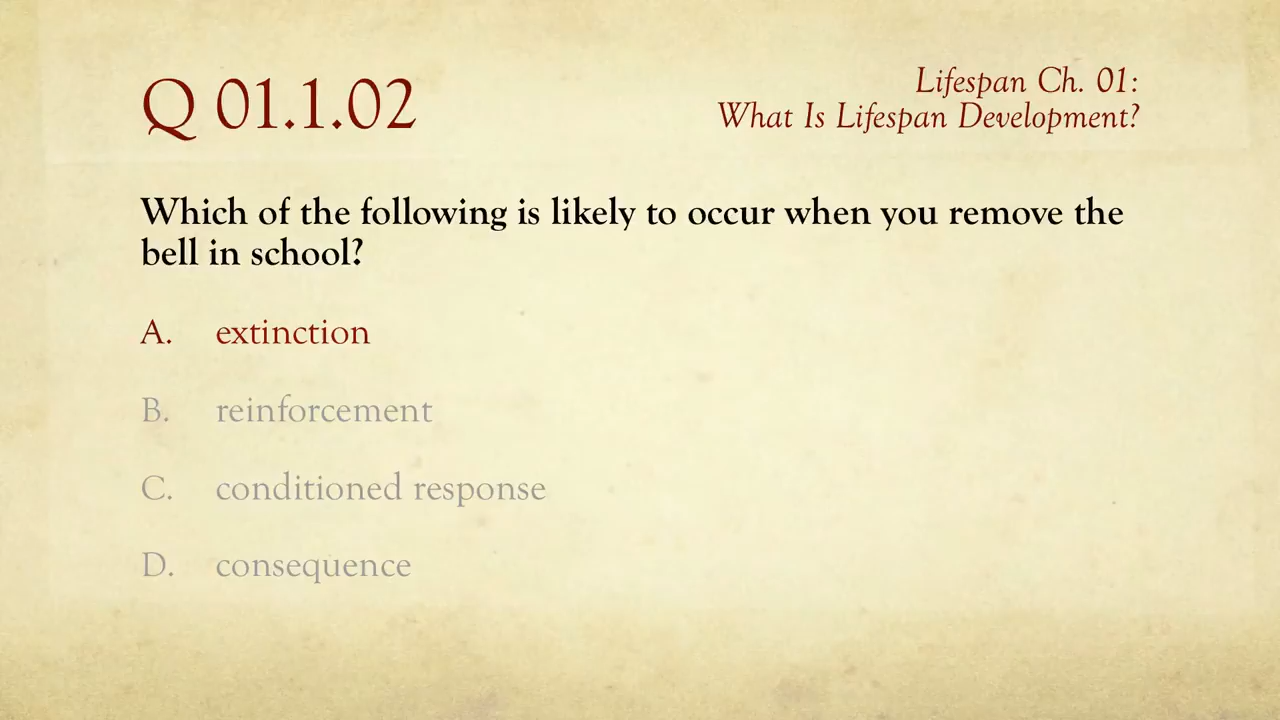 Q 01.1.02
Lifespan Ch. 01:
What Is Lifespan Development?
Which of the following is likely to occur when you remove the
bell in school?
A. extinction
B. reinforcement
C. conditioned response
D. consequence